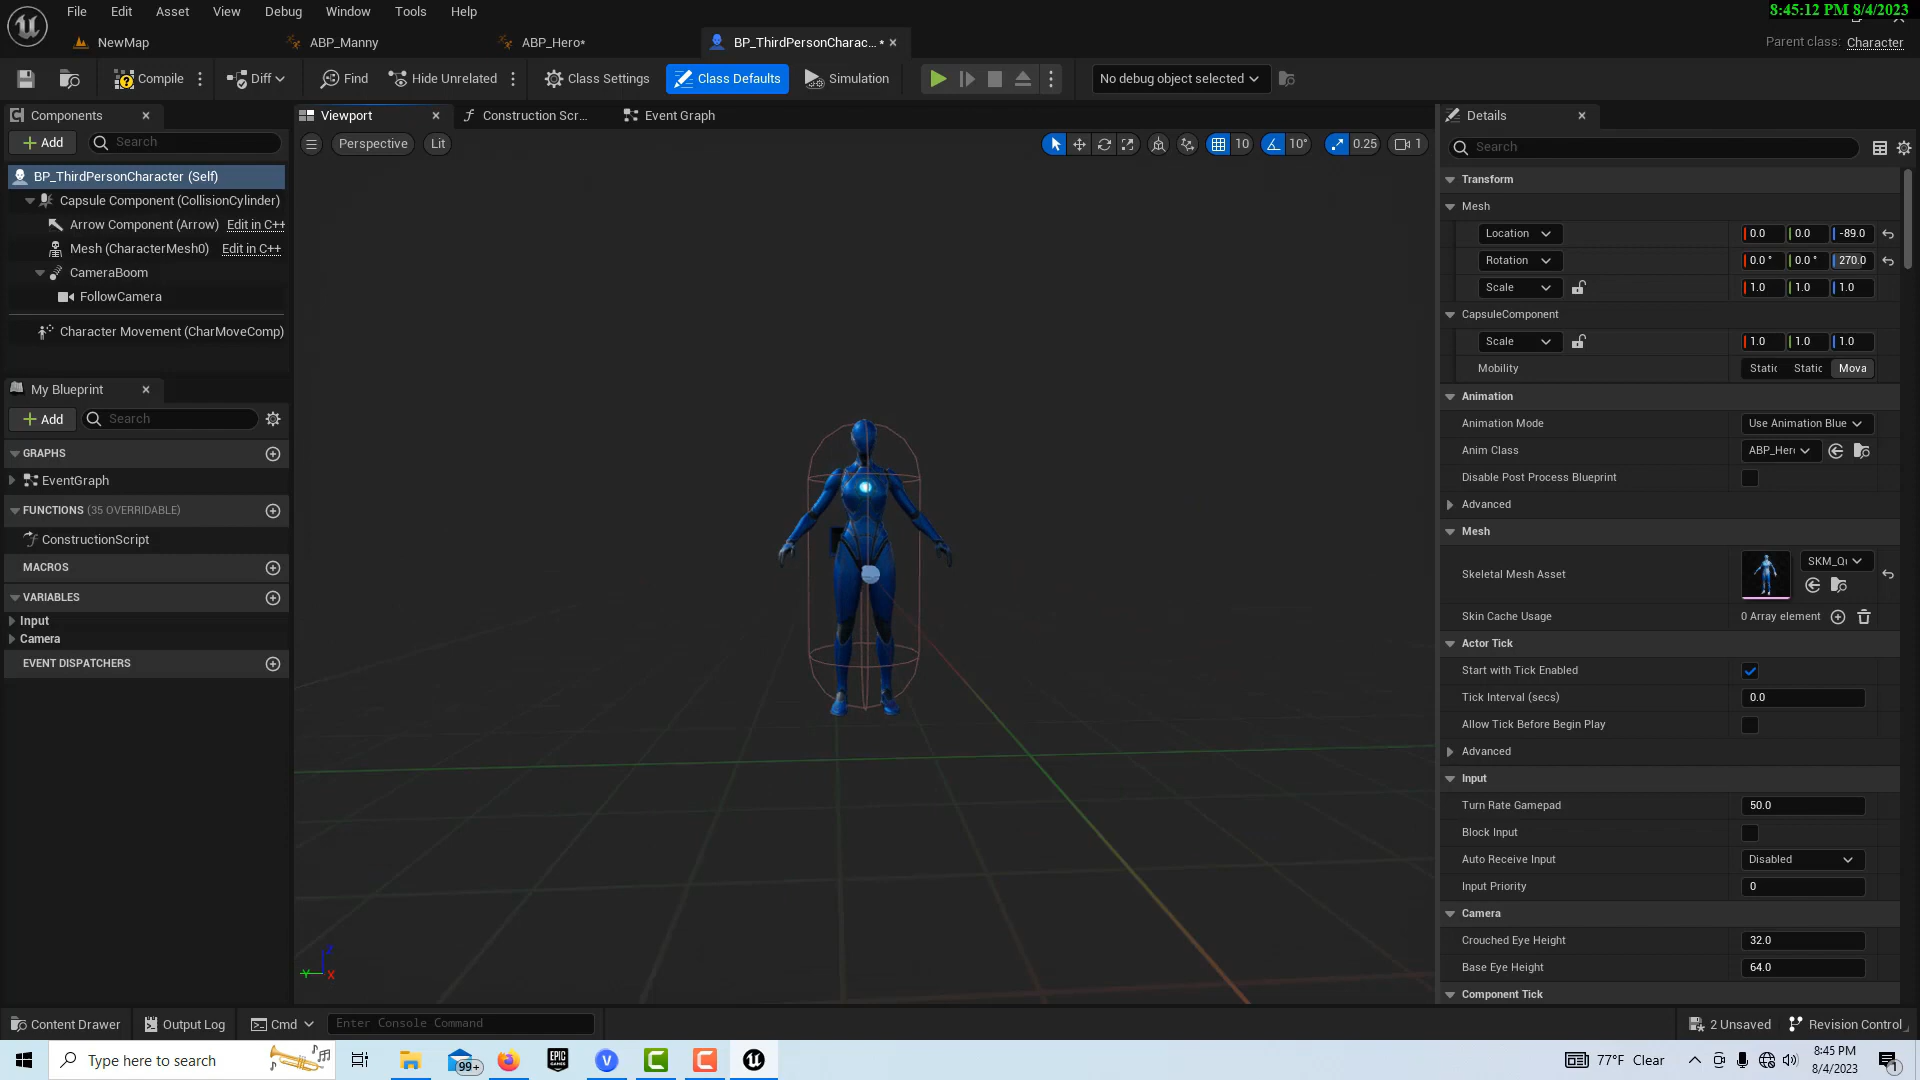 File Edit Asset View Debug Window Tools Help
8:45:12 PM 8/4/2023
NewMap ABP_Manny ABP_Hero* BP_ThirdPersonCharac... *
Parent class: Character
Compile Diff Find Hide Unrelated Class Settings Class Defaults Simulation No debug object selected
Components
Add Search
BP_ThirdPersonCharacter (Self)
Capsule Component (CollisionCylinder)
Arrow Component (Arrow) Edit in C++
Mesh (CharacterMesh0) Edit in C++
CameraBoom
FollowCamera
Character Movement (CharMoveComp)
My Blueprint
Add Search
GRAPHS
EventGraph
FUNCTIONS (35 OVERRIDABLE)
ConstructionScript
MACROS
VARIABLES
Input
Camera
EVENT DISPATCHERS
Viewport Construction Scr... Event Graph
Perspective Lit 10 10° 0.25 1
Z
Y X
Details
Search
Transform
Mesh
Location 0.0 0.0 -89.0
Rotation 0.0 ° 0.0 ° 270.0
Scale 1.0 1.0 1.0
CapsuleComponent
Scale 1.0 1.0 1.0
Mobility Static Static Mova
Animation
Animation Mode Use Animation Blue
Anim Class ABP_Her
Disable Post Process Blueprint
Advanced
Mesh
Skeletal Mesh Asset SKM_Qu
Skin Cache Usage 0 Array element
Actor Tick
Start with Tick Enabled
Tick Interval (secs) 0.0
Allow Tick Before Begin Play
Advanced
Input
Turn Rate Gamepad 50.0
Block Input
Auto Receive Input Disabled
Input Priority 0
Camera
Crouched Eye Height 32.0
Base Eye Height 64.0
Component Tick
Content Drawer Output Log Cmd Enter Console Command 2 Unsaved Revision Control
Type here to search 99+ EPIC GAMES V C C 77°F Clear 8:45 PM
8/4/2023 1